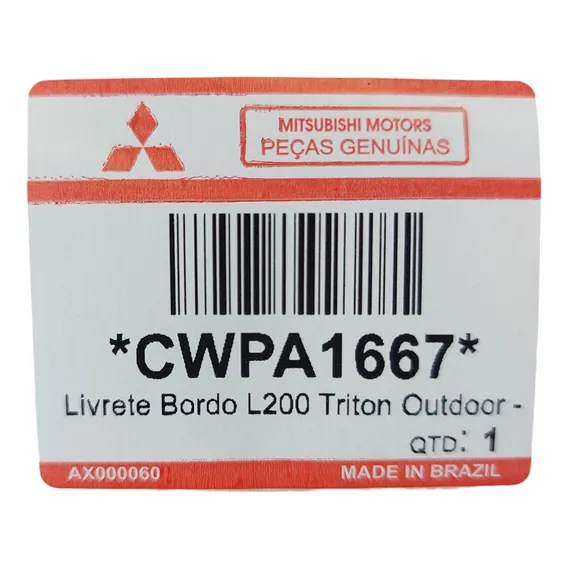 MITSUBISHI MOTORS
PEÇAS GENUÍNAS
*CWPA1667*
Livrete Bordo L200 Triton Outdoor -
QTD: 1
AX000060 MADE IN BRAZIL